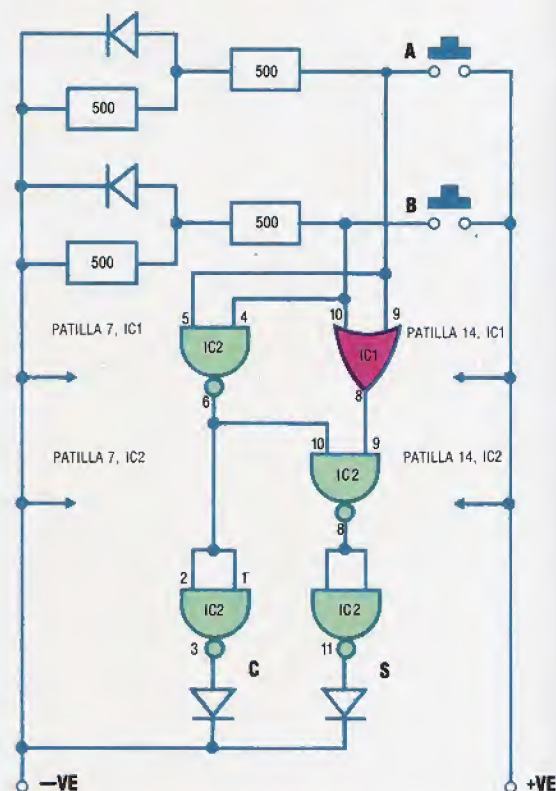 A
500
500
B
500
500
5
4
10
9
PATILLA 7, IC1
IC2
IC1
PATILLA 14, IC1
6
8
10
9
PATILLA 7, IC2
IC2
PATILLA 14, IC2
8
2
1
IC2
IC2
3
C
11
S
—VE
+VE